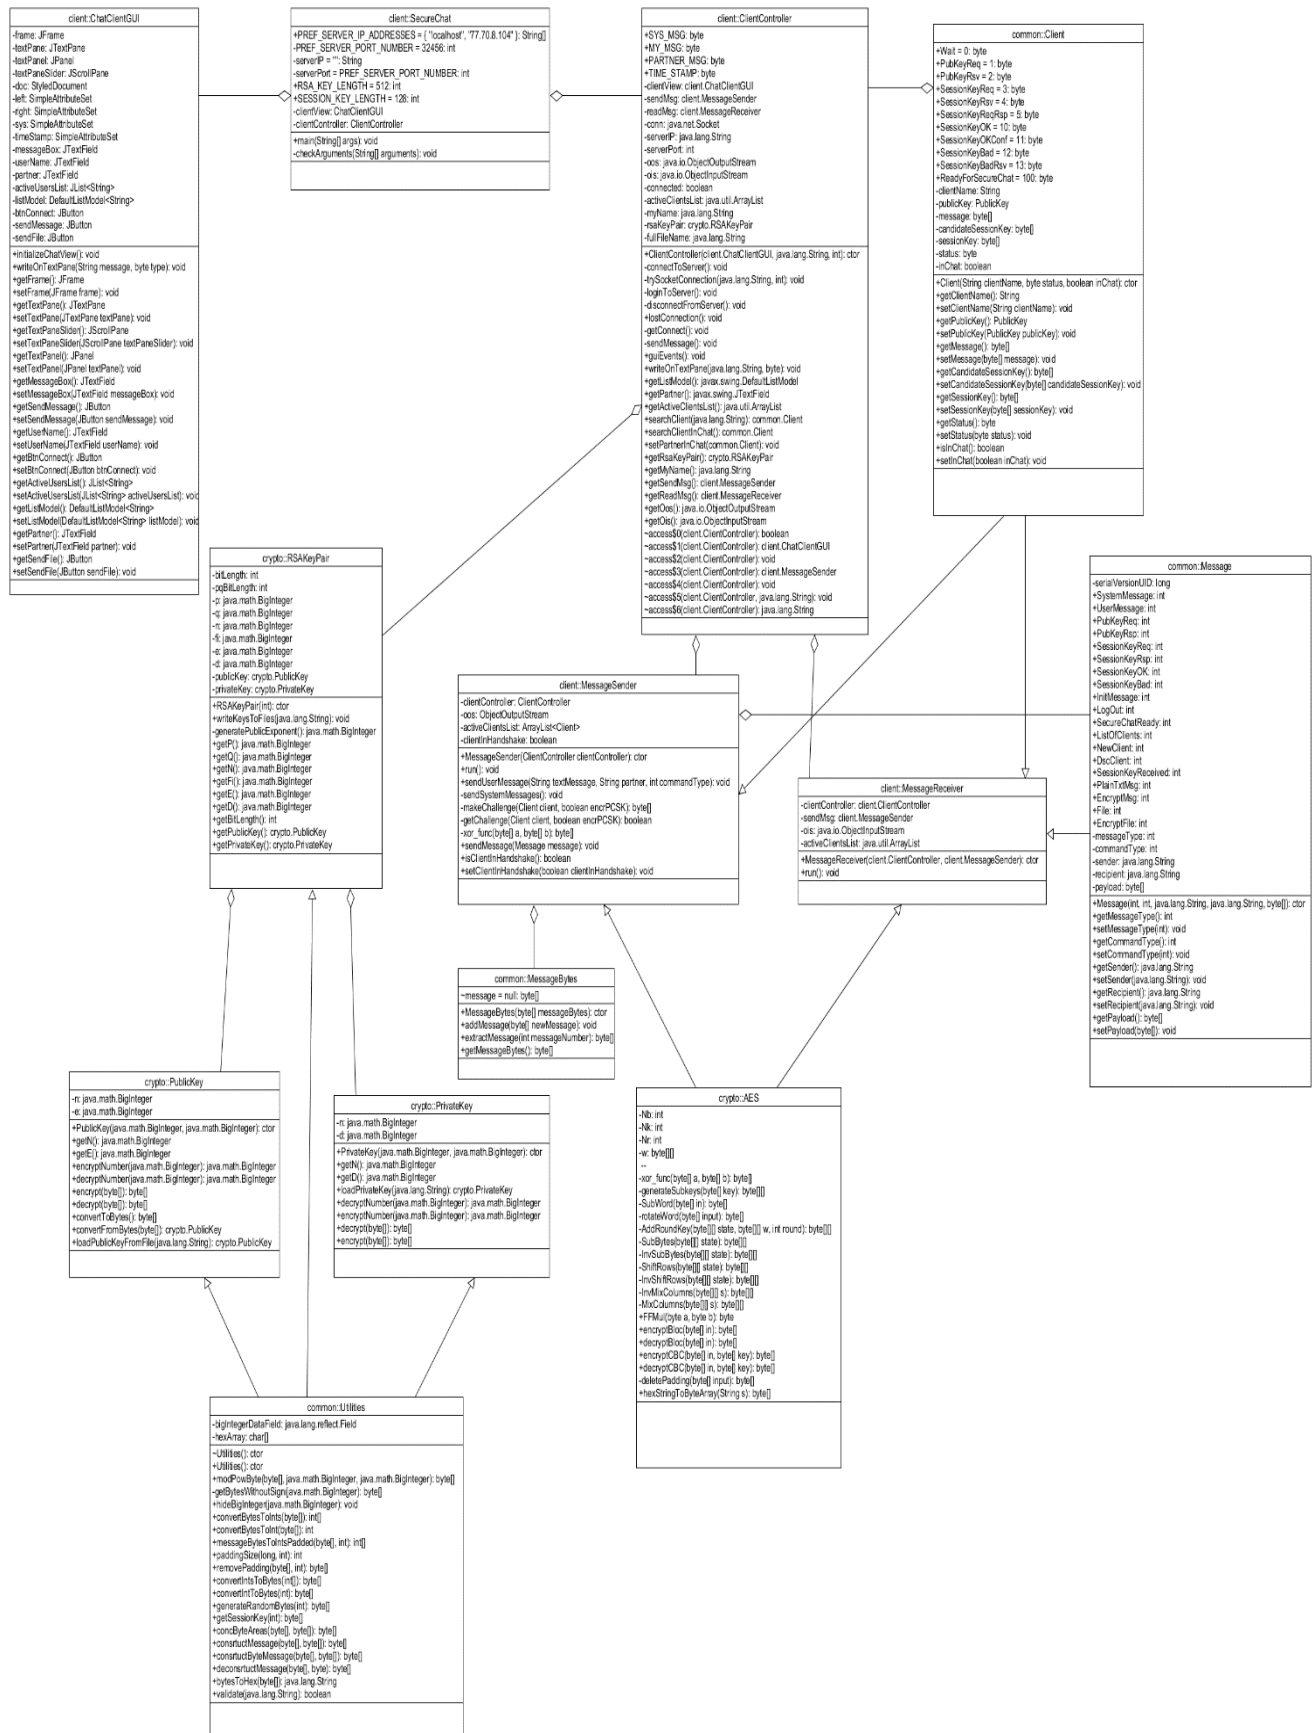 client::ChatClientGUI
-frame: JFrame
-textPane: JTextPane
-textPanel: JPanel
-textPaneSlider: JScrollPane
-doc: StyledDocument
-left: SimpleAttributeSet
-right: SimpleAttributeSet
-sys: SimpleAttributeSet
-timeStamp: SimpleAttributeSet
-messageBox: JTextField
-userName: JTextField
-partner: JTextField
-activeUsersList: JList<String>
-listModel: DefaultListModel<String>
-btnConnect: JButton
-sendMessage: JButton
-sendFile: JButton
+initializeChatView(): void
+writeOnTextPane(String message, byte type): void
+getFrame(): JFrame
+setFrame(JFrame frame): void
+getTextPane(): JTextPane
+setTextPane(JTextPane textPane): void
+getTextPaneSlider(): JScrollPane
+setTextPaneSlider(JScrollPane textPaneSlider): void
+getTextPanel(): JPanel
+setTextPanel(JPanel textPanel): void
+getMessageBox(): JTextField
+setMessageBox(JTextField messageBox): void
+getSendMessage(): JButton
+setSendMessage(JButton sendMessage): void
+getUserName(): JTextField
+setUserName(JTextField userName): void
+getBtnConnect(): JButton
+setBtnConnect(JButton btnConnect): void
+getActiveUsersList(): JList<String>
+setActiveUsersList(JList<String> activeUsersList): void
+getListModel(): DefaultListModel<String>
+setListModel(DefaultListModel<String> listModel): void
+getPartner(): JTextField
+setPartner(JTextField partner): void
+getSendFile(): JButton
+setSendFile(JButton sendFile): void
client::SecureChat
+PREF_SERVER_IP_ADDRESSES = { "localhost", "77.70.8.104" }: String[]
-PREF_SERVER_PORT_NUMBER = 32456: int
-serverIP = "": String
-serverPort = PREF_SERVER_PORT_NUMBER: int
+RSA_KEY_LENGTH = 512: int
+SESSION_KEY_LENGTH = 128: int
-clientView: ChatClientGUI
-clientController: ClientController
+main(String[] args): void
-checkArguments(String[] arguments): void
client::ClientController
+SYS_MSG: byte
+MY_MSG: byte
+PARTNER_MSG: byte
+TIME_STAMP: byte
-clientView: client.ChatClientGUI
-sendMsg: client.MessageSender
-readMsg: client.MessageReceiver
-conn: java.net.Socket
-serverIP: java.lang.String
-serverPort: int
-oos: java.io.ObjectOutputStream
-ois: java.io.ObjectInputStream
-connected: boolean
-activeClientsList: java.util.ArrayList
-myName: java.lang.String
-rsaKeyPair: crypto.RSAKeyPair
-fullFileName: java.lang.String
+ClientController(client.ChatClientGUI, java.lang.String, int): ctor
-connectToServer(): void
-trySocketConnection(java.lang.String, int): void
-loginToServer(): void
-disconnectFromServer(): void
+lostConnection(): void
-getConnect(): void
-sendMessage(): void
+guiEvents(): void
+writeOnTextPane(java.lang.String, byte): void
+getListModel(): javax.swing.DefaultListModel
+getPartner(): javax.swing.JTextField
+getActiveClientsList(): java.util.ArrayList
+searchClient(java.lang.String): common.Client
+searchClientInChat(): common.Client
+setPartnerInChat(common.Client): void
+getRsaKeyPair(): crypto.RSAKeyPair
+getMyName(): java.lang.String
+getSendMsg(): client.MessageSender
+getReadMsg(): client.MessageReceiver
+getOos(): java.io.ObjectOutputStream
+getOis(): java.io.ObjectInputStream
~access$0(client.ClientController): boolean
~access$1(client.ClientController): client.ChatClientGUI
~access$2(client.ClientController): void
~access$3(client.ClientController): client.MessageSender
~access$4(client.ClientController): void
~access$5(client.ClientController, java.lang.String): void
~access$6(client.ClientController): java.lang.String
common::Client
+Wait = 0: byte
+PubKeyReq = 1: byte
+PubKeyRsv = 2: byte
+SessionKeyReq = 3: byte
+SessionKeyRsv = 4: byte
+SessionKeyReqRsp = 5: byte
+SessionKeyOK = 10: byte
+SessionKeyOKConf = 11: byte
+SessionKeyBad = 12: byte
+SessionKeyBadRsv = 13: byte
+ReadyForSecureChat = 100: byte
-clientName: String
-publicKey: PublicKey
-message: byte[]
-candidateSessionKey: byte[]
-sessionKey: byte[]
-status: byte
-inChat: boolean
+Client(String clientName, byte status, boolean inChat): ctor
+getClientName(): String
+setClientName(String clientName): void
+getPublicKey(): PublicKey
+setPublicKey(PublicKey publicKey): void
+getMessage(): byte[]
+setMessage(byte[] message): void
+getCandidateSessionKey(): byte[]
+setCandidateSessionKey(byte[] candidateSessionKey): void
+getSessionKey(): byte[]
+setSessionKey(byte[] sessionKey): void
+getStatus(): byte
+setStatus(byte status): void
+isInChat(): boolean
+setInChat(boolean inChat): void
crypto::RSAKeyPair
-bitLength: int
-pqBitLength: int
-p: java.math.BigInteger
-q: java.math.BigInteger
-n: java.math.BigInteger
-fi: java.math.BigInteger
-e: java.math.BigInteger
-d: java.math.BigInteger
-publicKey: crypto.PublicKey
-privateKey: crypto.PrivateKey
+RSAKeyPair(int): ctor
+writeKeysToFiles(java.lang.String): void
-generatePublicExponent(): java.math.BigInteger
+getP(): java.math.BigInteger
+getQ(): java.math.BigInteger
+getN(): java.math.BigInteger
+getFi(): java.math.BigInteger
+getE(): java.math.BigInteger
+getD(): java.math.BigInteger
+getBitLength(): int
+getPublicKey(): crypto.PublicKey
+getPrivateKey(): crypto.PrivateKey
common::Message
-serialVersionUID: long
+SystemMessage: int
+UserMessage: int
+PubKeyReq: int
+PubKeyRsp: int
+SessionKeyReq: int
+SessionKeyRsp: int
+SessionKeyOK: int
+SessionKeyBad: int
+InitMessage: int
+LogOut: int
+SecureChatReady: int
+ListOfClients: int
+NewClient: int
+DscClient: int
+SessionKeyReceived: int
+PlainTxtMsg: int
+EncryptMsg: int
+File: int
+EncryptFile: int
-messageType: int
-commandType: int
-sender: java.lang.String
-recipient: java.lang.String
-payload: byte[]
+Message(int, int, java.lang.String, java.lang.String, byte[]): ctor
+getMessageType(): int
+setMessageType(int): void
+getCommandType(): int
+setCommandType(int): void
+getSender(): java.lang.String
+setSender(java.lang.String): void
+getRecipient(): java.lang.String
+setRecipient(java.lang.String): void
+getPayload(): byte[]
+setPayload(byte[]): void
client::MessageSender
-clientController: ClientController
-oos: ObjectOutputStream
-activeClientsList: ArrayList<Client>
-clientInHandshake: boolean
+MessageSender(ClientController clientController): ctor
+run(): void
+sendUserMessage(String textMessage, String partner, int commandType): void
-sendSystemMessages(): void
-makeChallenge(Client client, boolean encrPCSK): byte[]
-getChallenge(Client client, boolean encrPCSK): boolean
-xor_func(byte[] a, byte[] b): byte[]
+sendMessage(Message message): void
+isClientInHandshake(): boolean
+setClientInHandshake(boolean clientInHandshake): void
client::MessageReceiver
-clientController: client.ClientController
-sendMsg: client.MessageSender
-ois: java.io.ObjectInputStream
-activeClientsList: java.util.ArrayList
+MessageReceiver(client.ClientController, client.MessageSender): ctor
+run(): void
common::MessageBytes
~message = null: byte[]
+MessageBytes(byte[] messageBytes): ctor
+addMessage(byte[] newMessage): void
+extractMessage(int messageNumber): byte[]
+getMessageBytes(): byte[]
crypto::PublicKey
-n: java.math.BigInteger
-e: java.math.BigInteger
+PublicKey(java.math.BigInteger, java.math.BigInteger): ctor
+getN(): java.math.BigInteger
+getE(): java.math.BigInteger
+encryptNumber(java.math.BigInteger): java.math.BigInteger
+decryptNumber(java.math.BigInteger): java.math.BigInteger
+encrypt(byte[]): byte[]
+decrypt(byte[]): byte[]
+convertToBytes(): byte[]
+convertFromBytes(byte[]): crypto.PublicKey
+loadPublicKeyFromFile(java.lang.String): crypto.PublicKey
crypto::PrivateKey
-n: java.math.BigInteger
-d: java.math.BigInteger
+PrivateKey(java.math.BigInteger, java.math.BigInteger): ctor
+getN(): java.math.BigInteger
+getD(): java.math.BigInteger
+loadPrivateKey(java.lang.String): crypto.PrivateKey
+decryptNumber(java.math.BigInteger): java.math.BigInteger
+encryptNumber(java.math.BigInteger): java.math.BigInteger
+decrypt(byte[]): byte[]
+encrypt(byte[]): byte[]
crypto::AES
-Nb: int
-Nk: int
-Nr: int
-w: byte[][]
--
-xor_func(byte[] a, byte[] b): byte[]
-generateSubkeys(byte[] key): byte[][]
-SubWord(byte[] in): byte[]
-rotateWord(byte[] input): byte[]
-AddRoundKey(byte[][] state, byte[][] w, int round): byte[][]
-SubBytes(byte[][] state): byte[][]
-InvSubBytes(byte[][] state): byte[][]
-ShiftRows(byte[][] state): byte[][]
-InvShiftRows(byte[][] state): byte[][]
-InvMixColumns(byte[][] s): byte[][]
-MixColumns(byte[][] s): byte[][]
+FFMul(byte a, byte b): byte
+encryptBloc(byte[] in): byte[]
+decryptBloc(byte[] in): byte[]
+encryptCBC(byte[] in, byte[] key): byte[]
+decryptCBC(byte[] in, byte[] key): byte[]
-deletePadding(byte[] input): byte[]
+hexStringToByteArray(String s): byte[]
common::Utilities
-bigIntegerDataField: java.lang.reflect.Field
-hexArray: char[]
~Utilities(): ctor
+Utilities(): ctor
+modPowByte(byte[], java.math.BigInteger, java.math.BigInteger): byte[]
-getBytesWithoutSign(java.math.BigInteger): byte[]
+hideBigInteger(java.math.BigInteger): void
+convertBytesToInts(byte[]): int[]
+convertBytesToInt(byte[]): int
+messageBytesToIntsPadded(byte[], int): int[]
+paddingSize(long, int): int
+removePadding(byte[], int): byte[]
+convertIntsToBytes(int[]): byte[]
+convertIntToBytes(int): byte[]
+generateRandomBytes(int): byte[]
+getSessionKey(int): byte[]
+concByteAreas(byte[], byte[]): byte[]
+consrtuctMessage(byte[], byte[]): byte[]
+consrtuctByteMessage(byte[], byte[]): byte[]
+deconsrtuctMessage(byte[], byte): byte[]
+bytesToHex(byte[]): java.lang.String
+validate(java.lang.String): boolean